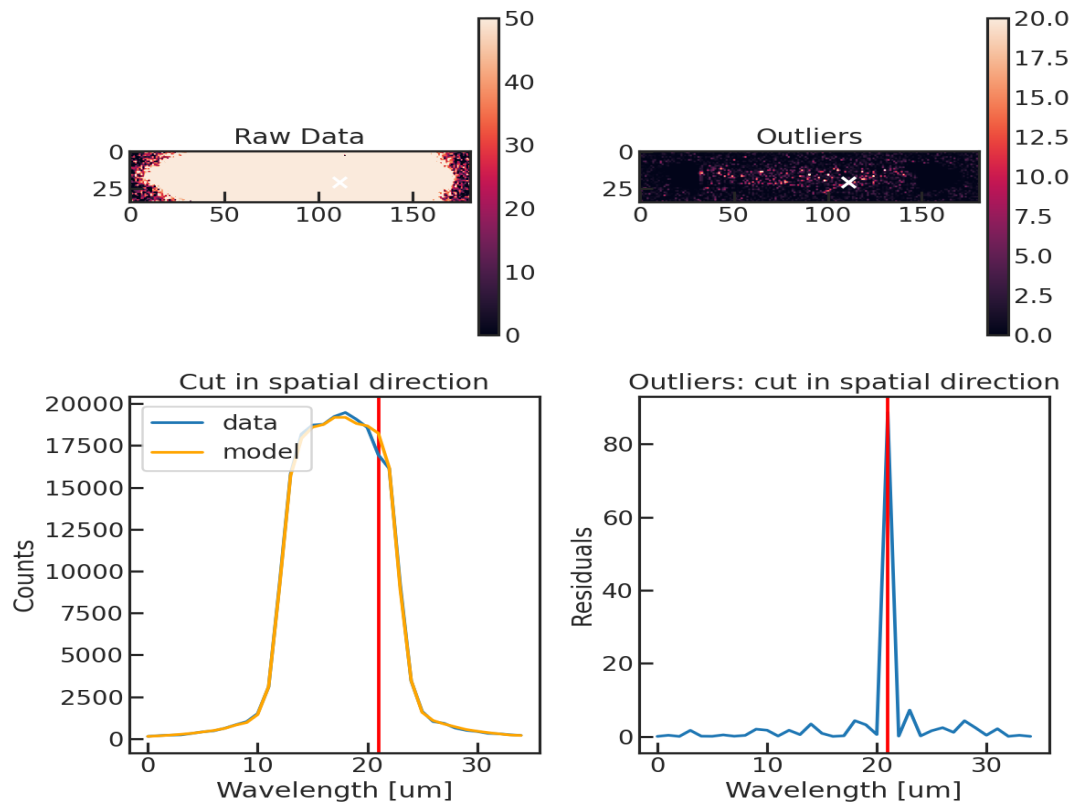 Raw Data
0
25
0 50 100 150
50
40
30
20
10
0
Outliers
0
25
0 50 100 150
20.0
17.5
15.0
12.5
10.0
7.5
5.0
2.5
0.0
Cut in spatial direction
data
model
Counts
20000
17500
15000
12500
10000
7500
5000
2500
0
0 10 20 30
Wavelength [um]
Outliers: cut in spatial direction
Residuals
80
60
40
20
0
0 10 20 30
Wavelength [um]